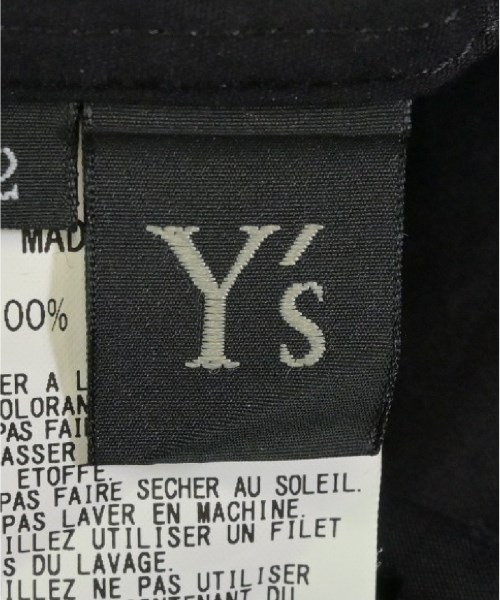 2
Y's
MAD
00%
ER A L
OLORAN
PAS FAI
ASSER
ETOFFE.
PAS FAIRE SECHER AU SOLEIL.
PAS LAVER EN MACHINE.
ILLEZ UTILISER UN FILET
S DU LAVAGE.
ILLEZ NE PAS UTILISER